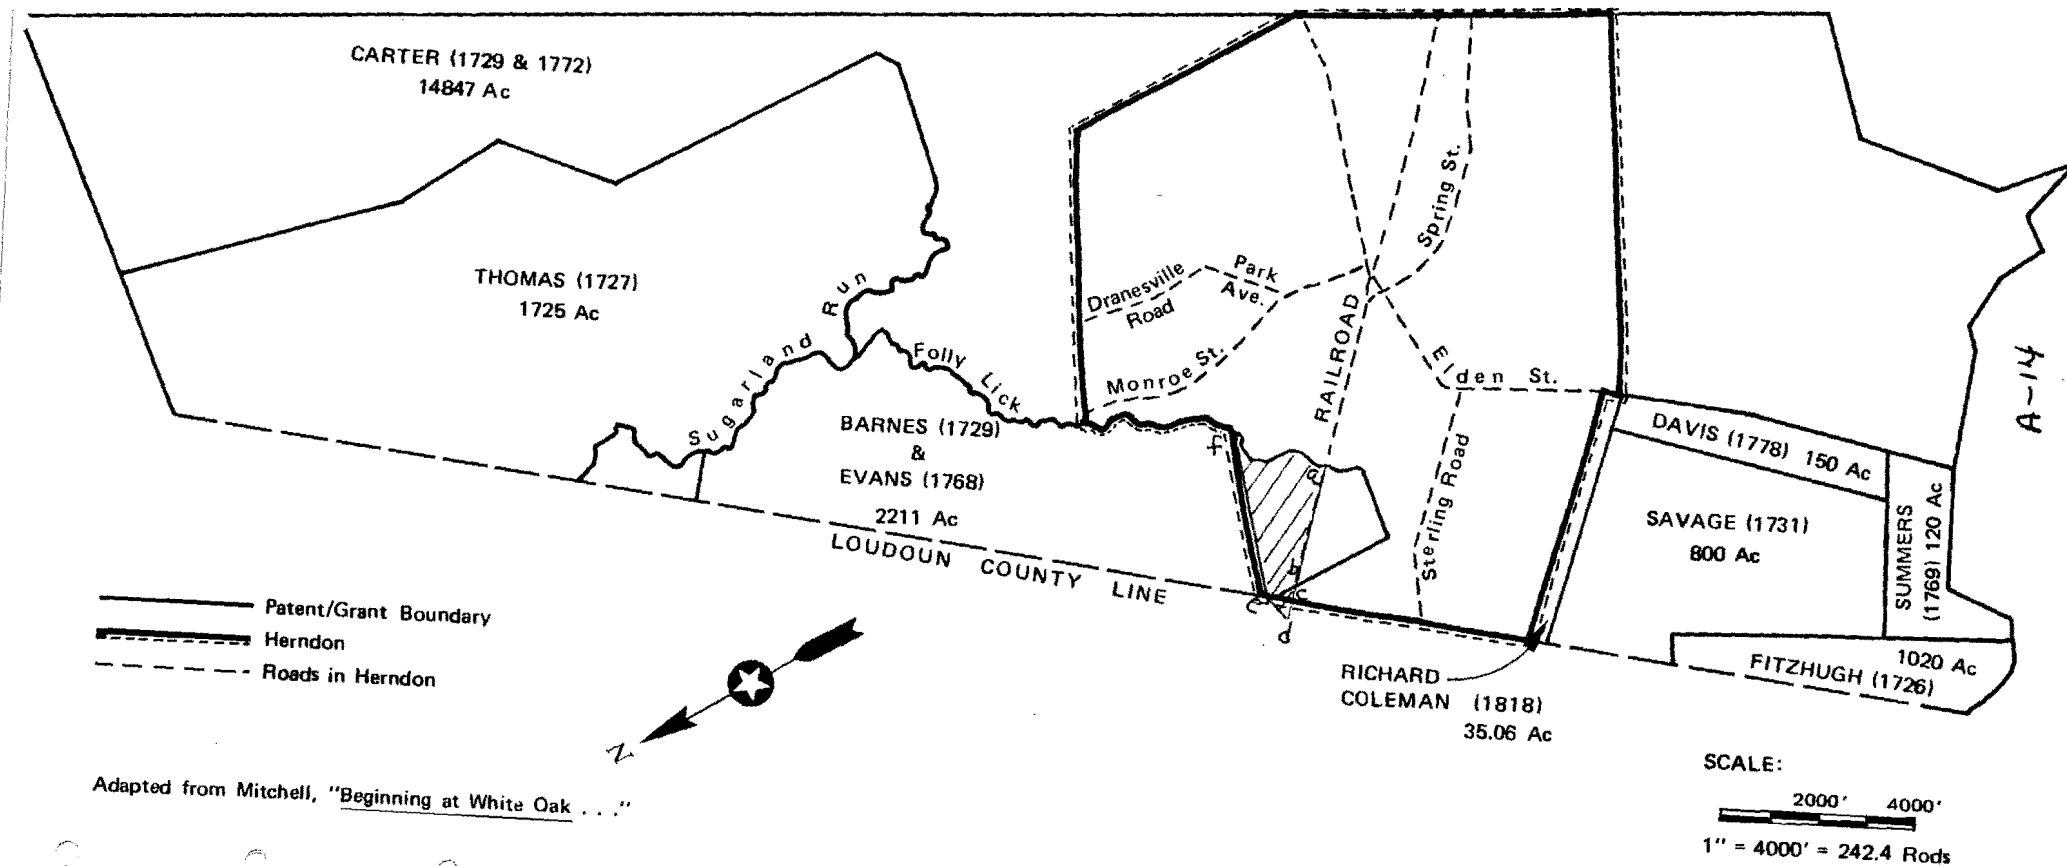 CARTER (1729 & 1772)
14847 Ac
THOMAS (1727)
1725 Ac
Sugarland Run
Folly Lick
BARNES (1729)
&
EVANS (1768)
2211 Ac
LOUDOUN COUNTY LINE
Dranesville
Road
Park
Ave.
Monroe St.
RAILROAD
Spring St.
Elden St.
Sterling Road
f
a
b
c
d
e
DAVIS (1778) 150 Ac
SAVAGE (1731)
800 Ac
SUMMERS
(1769) 120 Ac
1020 Ac
FITZHUGH (1726)
RICHARD
COLEMAN (1818)
35.06 Ac
A-14
Patent/Grant Boundary
Herndon
Roads in Herndon
N
Adapted from Mitchell, "Beginning at White Oak . . ."
SCALE:
2000' 4000'
1" = 4000' = 242.4 Rods